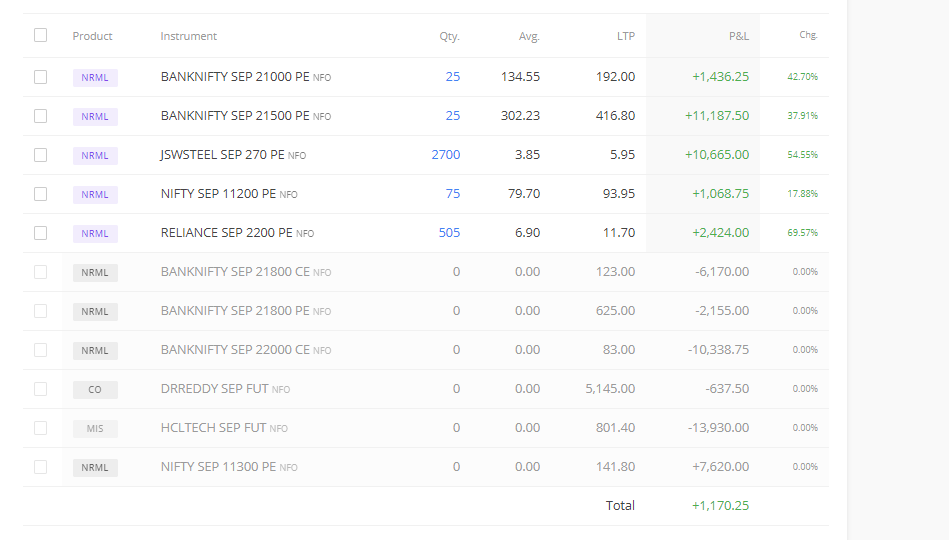 Product Instrument Qty. Avg. LTP P&L Chg.
NRML BANKNIFTY SEP 21000 PE NFO 25 134.55 192.00 +1,436.25 42.70%
NRML BANKNIFTY SEP 21500 PE NFO 25 302.23 416.80 +11,187.50 37.91%
NRML JSWSTEEL SEP 270 PE NFO 2700 3.85 5.95 +10,665.00 54.55%
NRML NIFTY SEP 11200 PE NFO 75 79.70 93.95 +1,068.75 17.88%
NRML RELIANCE SEP 2200 PE NFO 505 6.90 11.70 +2,424.00 69.57%
NRML BANKNIFTY SEP 21800 CE NFO 0 0.00 123.00 -6,170.00 0.00%
NRML BANKNIFTY SEP 21800 PE NFO 0 0.00 625.00 -2,155.00 0.00%
NRML BANKNIFTY SEP 22000 CE NFO 0 0.00 83.00 -10,338.75 0.00%
CO DRREDDY SEP FUT NFO 0 0.00 5,145.00 -637.50 0.00%
MIS HCLTECH SEP FUT NFO 0 0.00 801.40 -13,930.00 0.00%
NRML NIFTY SEP 11300 PE NFO 0 0.00 141.80 +7,620.00 0.00%
Total +1,170.25